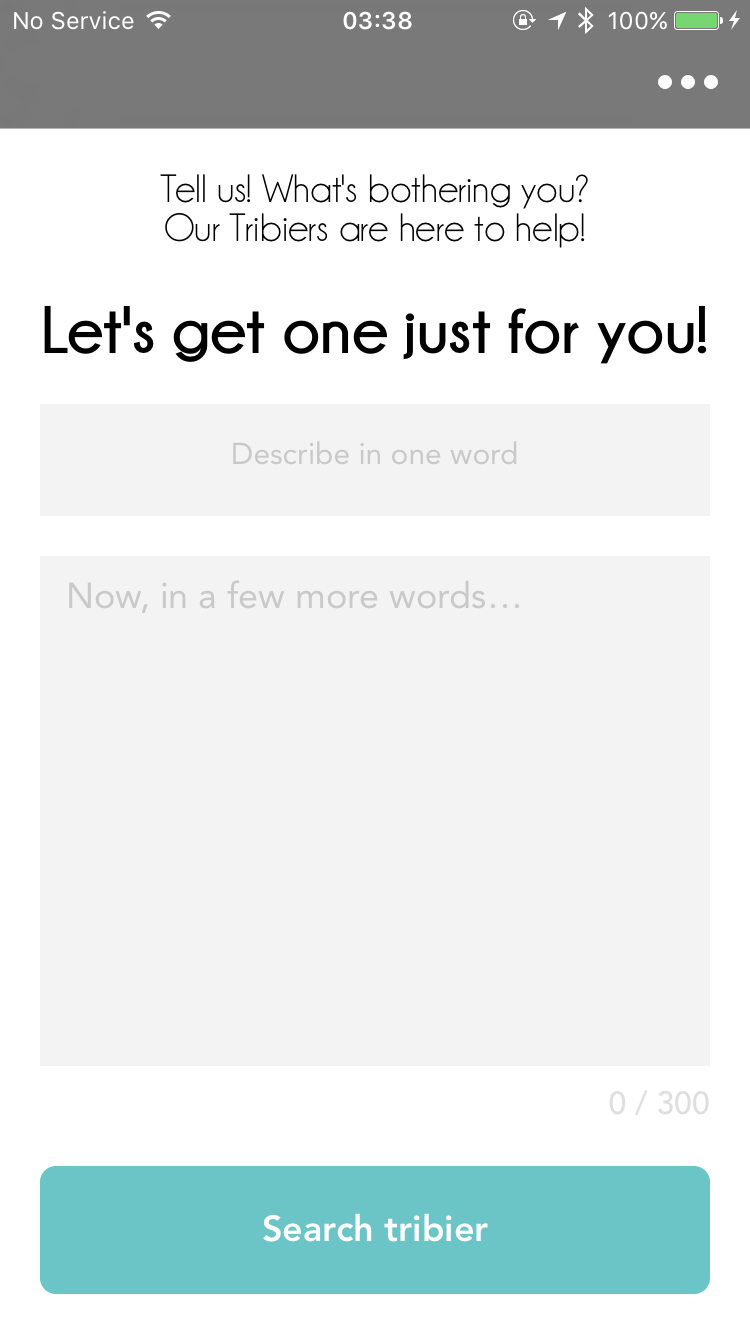 No Service
03:38
100%
Tell us! What's bothering you?
Our Tribiers are here to help!
Let's get one just for you!
Describe in one word
Now, in a few more words...
0 / 300
Search tribier